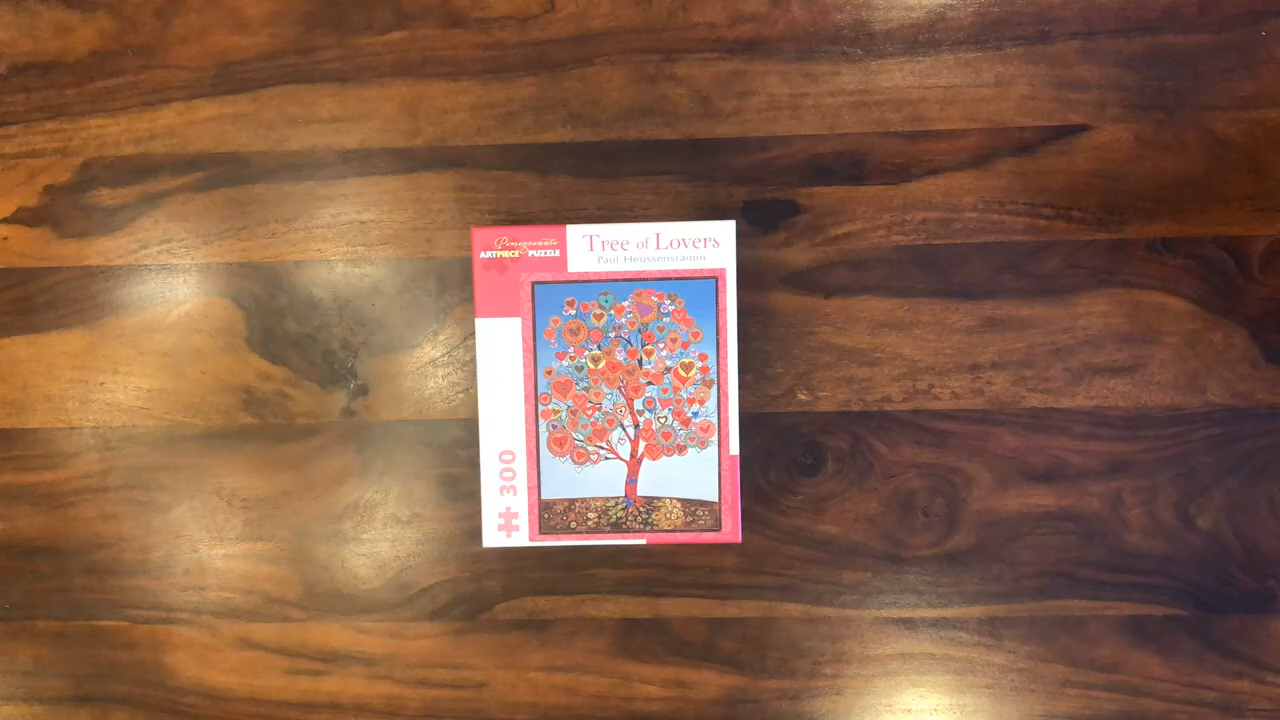 Pomegranate
ARTPIECE PUZZLE
Tree of Lovers
Paul Heussenstamm
300